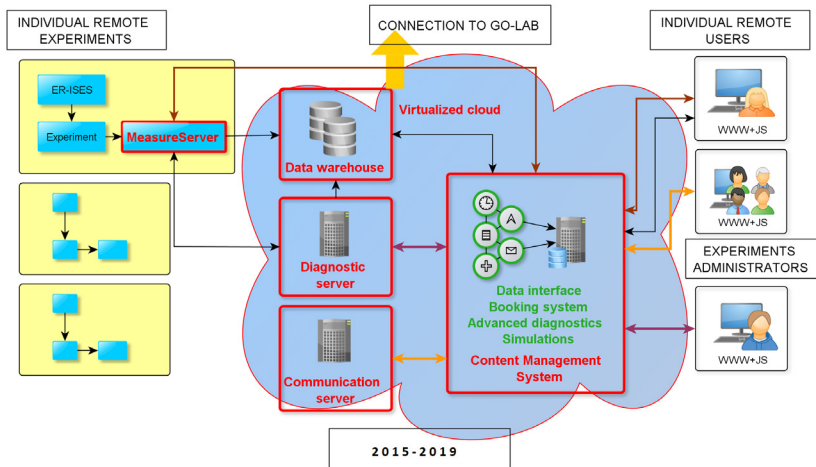 INDIVIDUAL REMOTE
EXPERIMENTS
CONNECTION TO GO-LAB
INDIVIDUAL REMOTE
USERS
ER-ISES
Experiment
MeasureServer
Virtualized cloud
Data warehouse
WWW+JS
WWW+JS
Diagnostic
server
Data interface
Booking system
Advanced diagnostics
Simulations
Content Management
System
EXPERIMENTS
ADMINISTRATORS
WWW+JS
Communication
server
2015-2019